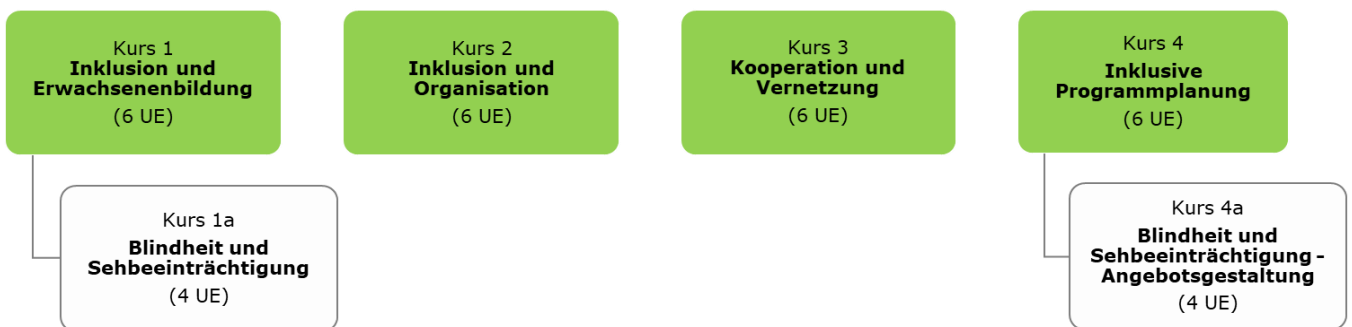 Kurs 1
Inklusion und
Erwachsenenbildung
(6 UE)
Kurs 2
Inklusion und
Organisation
(6 UE)
Kurs 3
Kooperation und
Vernetzung
(6 UE)
Kurs 4
Inklusive
Programmplanung
(6 UE)
Kurs 1a
Blindheit und
Sehbeeinträchtigung
(4 UE)
Kurs 4a
Blindheit und
Sehbeeinträchtigung -
Angebotsgestaltung
(4 UE)